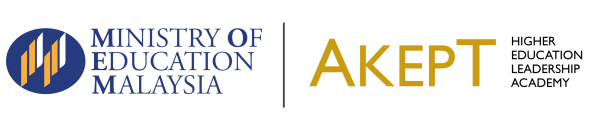 MINISTRY OF
EDUCATION
MALAYSIA
AKEPT
HIGHER
EDUCATION
LEADERSHIP
ACADEMY